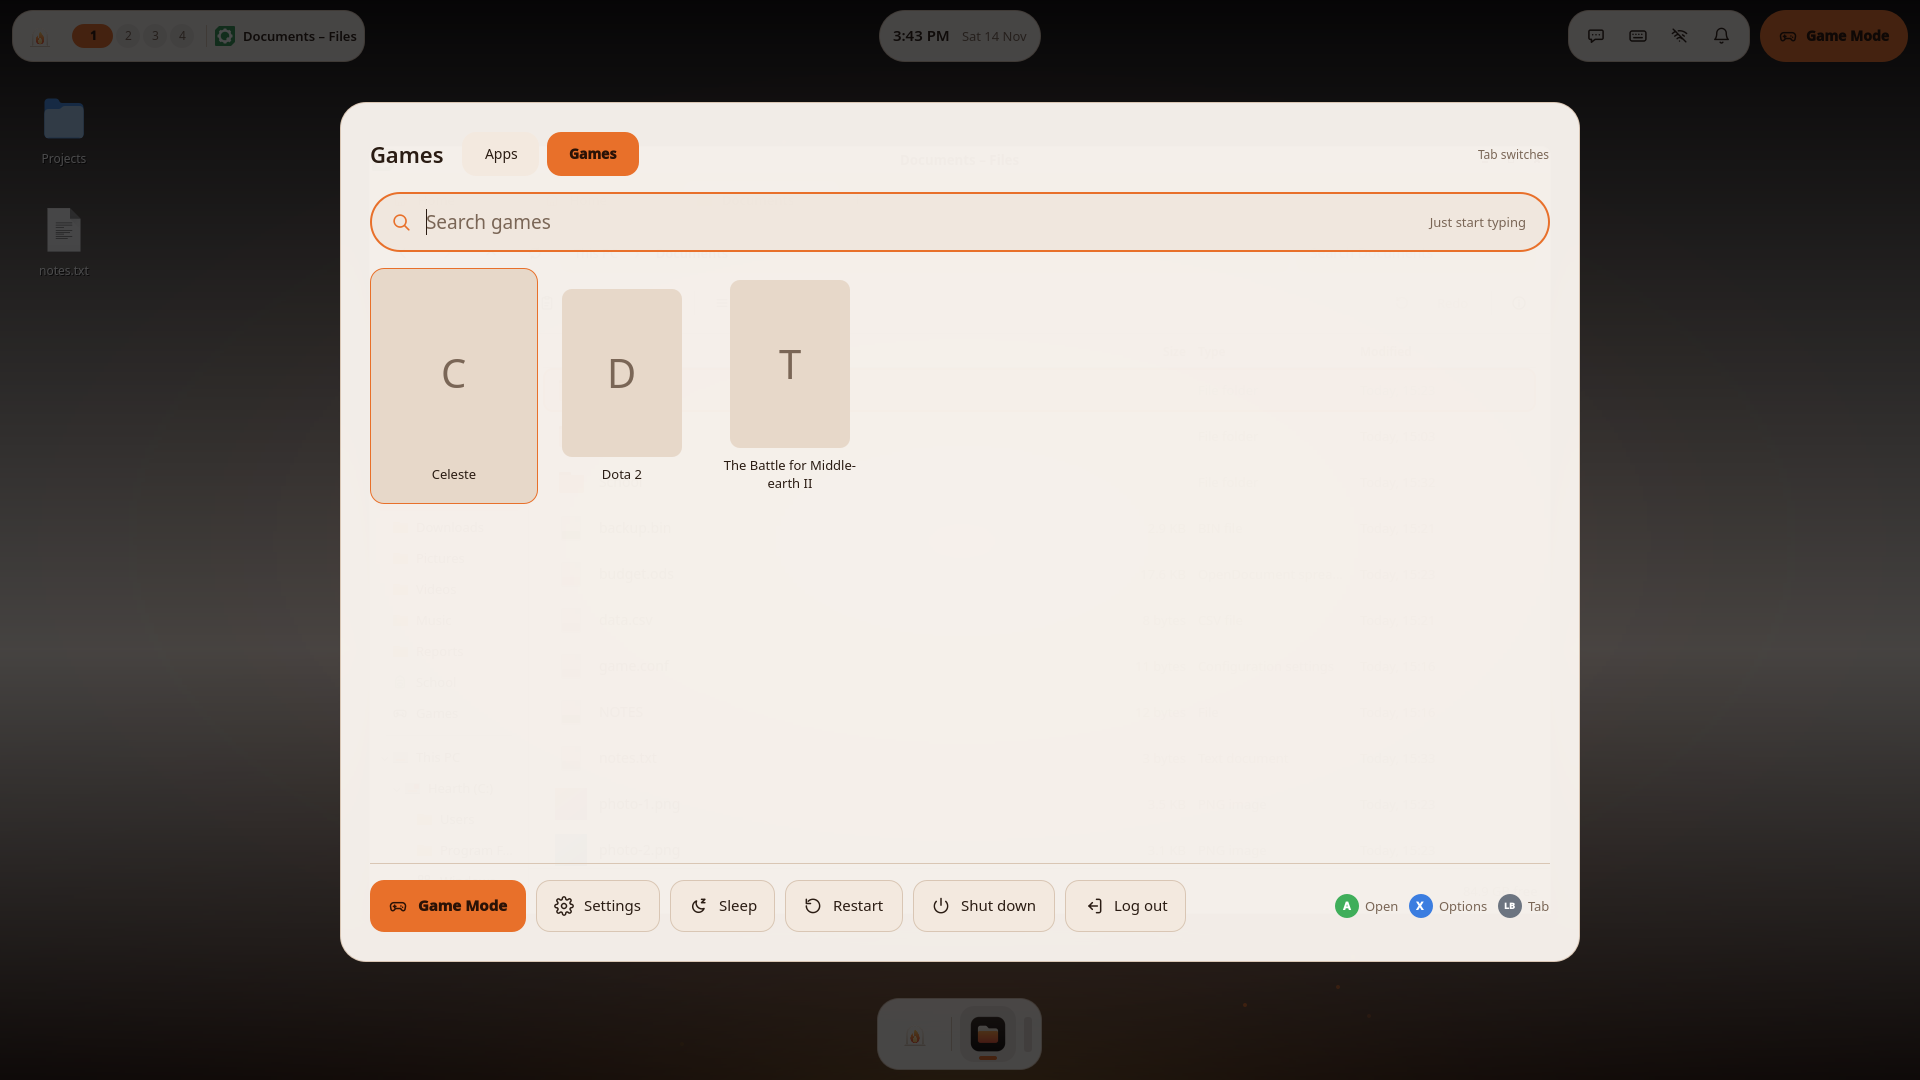 1 2 3 4 Documents – Files
3:43 PM Sat 14 Nov
Game Mode
Projects
notes.txt
Games Apps Games Tab switches
Search games Just start typing
C
D
T
Celeste
Dota 2
The Battle for Middle-
earth II
Game Mode Settings Sleep Restart Shut down Log out A Open X Options LB Tab